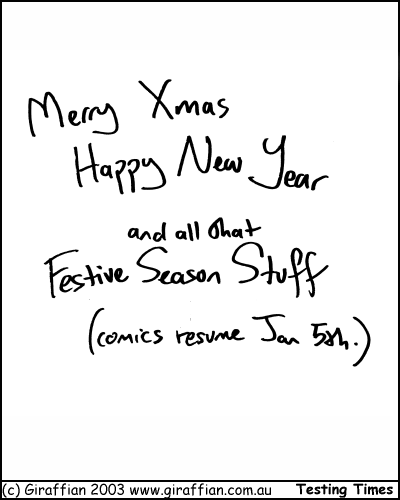 Merry Xmas
Happy New Year
and all that
Festive Season Stuff
(comics resume Jan 5th.)
(c) Giraffian 2003 www.giraffian.com.au Testing Times